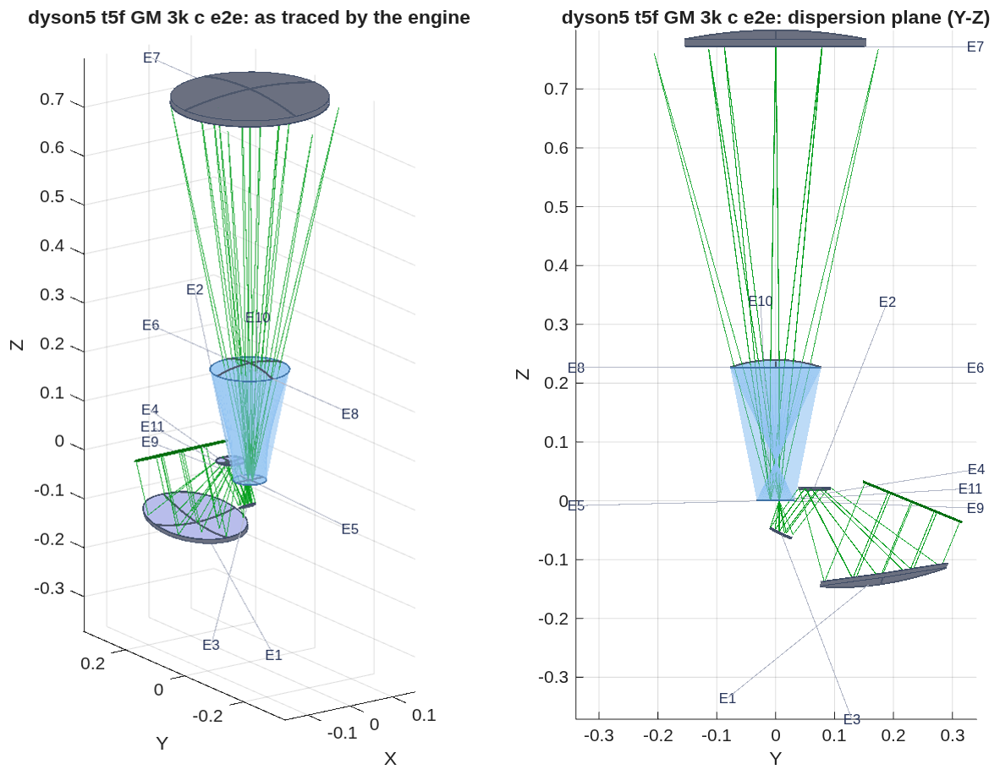 dyson5 t5f GM 3k c e2e: as traced by the engine
E7
0.7
0.6
0.5
0.4
0.3
0.2
0.1
0
-0.1
-0.2
-0.3
Z
E2
E10
E6
E8
E4
E11
E9
E5
E3
E1
0.2
0
-0.2
Y
-0.1
0
0.1
X
dyson5 t5f GM 3k c e2e: dispersion plane (Y-Z)
E7
0.7
0.6
0.5
0.4
0.3
0.2
0.1
0
-0.1
-0.2
-0.3
Z
E10
E2
E8
E6
E4
E11
E5
E9
E1
E3
-0.3
-0.2
-0.1
0
0.1
0.2
0.3
Y